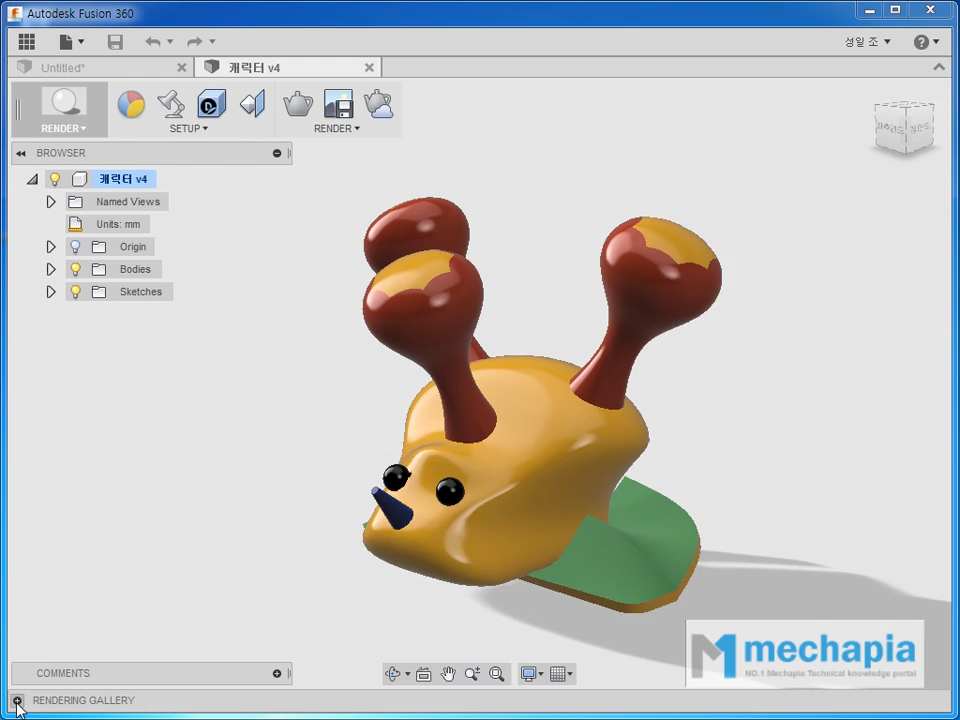 Autodesk Fusion 360
성일 조
Untitled*
캐릭터 v4
RENDER
SETUP
RENDER
BROWSER
캐릭터 v4
Named Views
Units: mm
Origin
Bodies
Sketches
mechapia
NO.1 Mechapia Technical knowledge portal
COMMENTS
RENDERING GALLERY